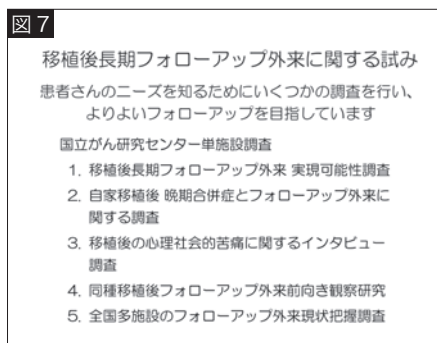 図7
移植後長期フォローアップ外来に関する試み
患者さんのニーズを知るためにいくつかの調査を行い、
よりよいフォローアップを目指しています
国立がん研究センター単施設調査
1. 移植後長期フォローアップ外来 実現可能性調査
2. 自家移植後 晩期合併症とフォローアップ外来に
関する調査
3. 移植後の心理社会的苦痛に関するインタビュー
調査
4. 同種移植後フォローアップ外来前向き観察研究
5. 全国多施設のフォローアップ外来現状把握調査